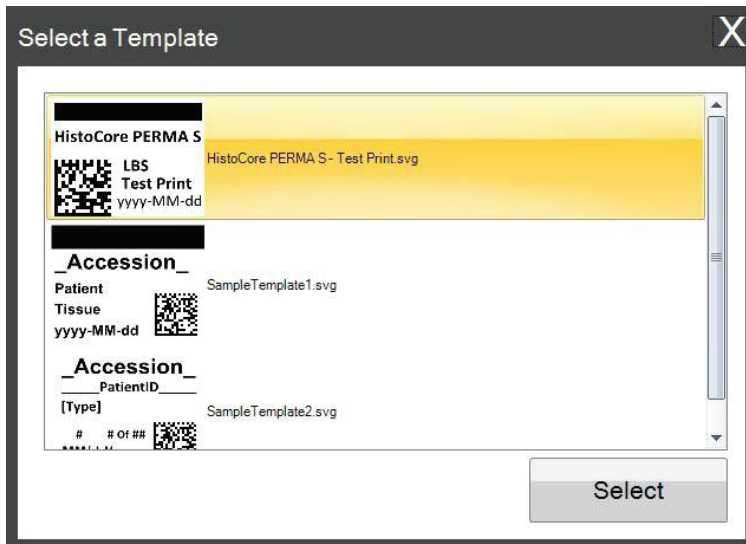 Select a Template
X
HistoCore PERMA S
LBS
Test Print
yyyy-MM-dd
HistoCore PERMA S - Test Print.svg
_Accession_
Patient
Tissue
yyyy-MM-dd
SampleTemplate1.svg
_Accession_
_____PatientID_____
[Type]
# # Of ##
SampleTemplate2.svg
Select